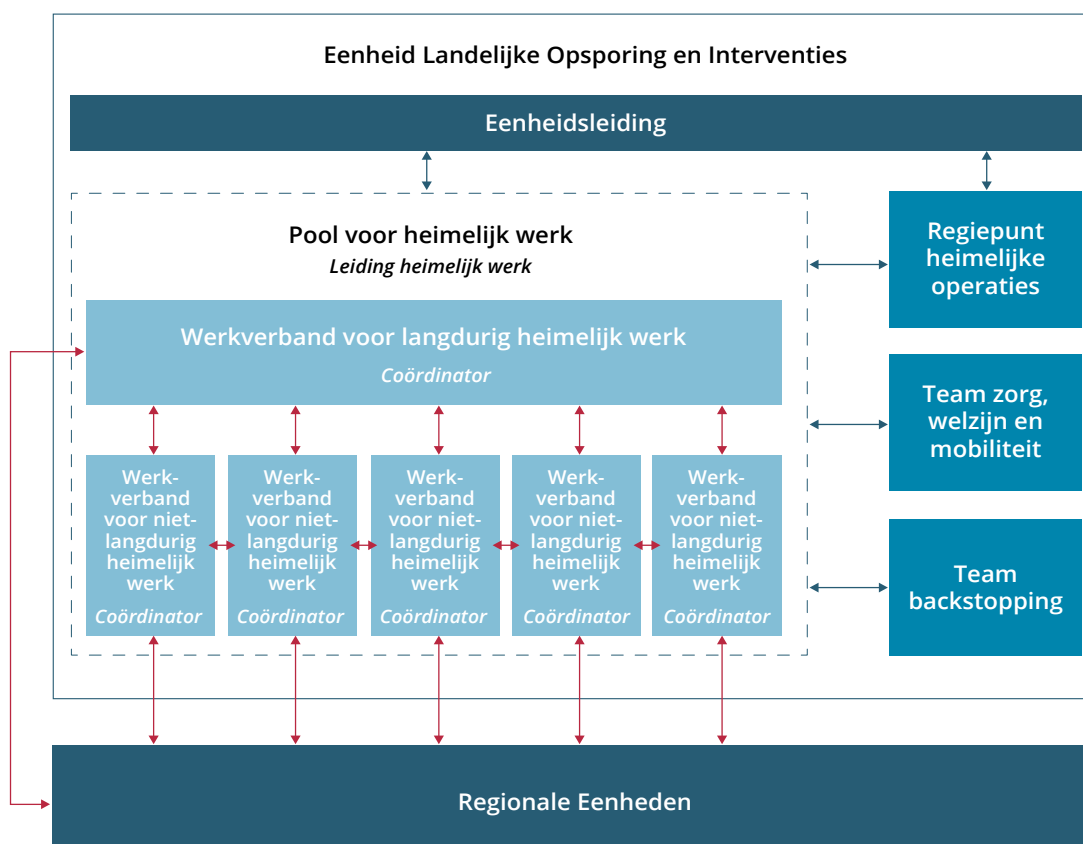 Eenheid Landelijke Opsporing en Interventies
Eenheidsleiding
Pool voor heimelijk werk
Leiding heimelijk werk
Werkverband voor langdurig heimelijk werk
Coördinator
Werk-
verband
voor niet-
langdurig
heimelijk
werk
Coördinator
Werk-
verband
voor niet-
langdurig
heimelijk
werk
Coördinator
Werk-
verband
voor niet-
langdurig
heimelijk
werk
Coördinator
Werk-
verband
voor niet-
langdurig
heimelijk
werk
Coördinator
Werk-
verband
voor niet-
langdurig
heimelijk
werk
Coördinator
Regiepunt
heimelijke
operaties
Team zorg,
welzijn en
mobiliteit
Team
backstopping
Regionale Eenheden